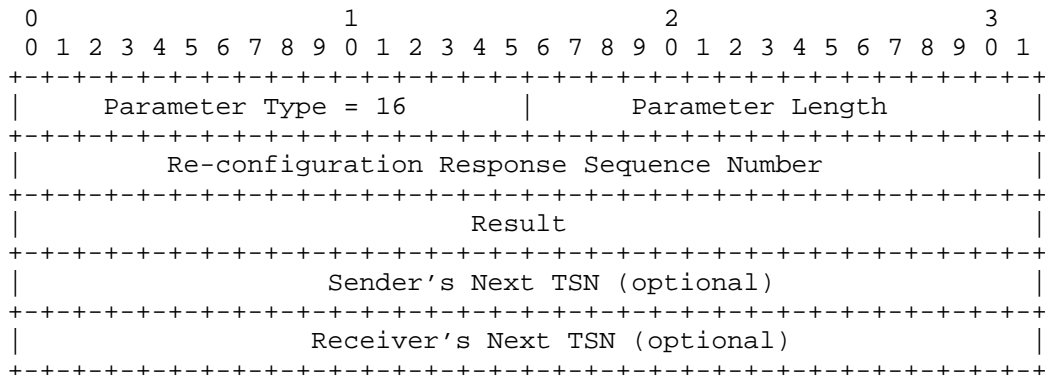 0                   1                   2                   3
 0 1 2 3 4 5 6 7 8 9 0 1 2 3 4 5 6 7 8 9 0 1 2 3 4 5 6 7 8 9 0 1
+-+-+-+-+-+-+-+-+-+-+-+-+-+-+-+-+-+-+-+-+-+-+-+-+-+-+-+-+-+-+-+-+
|     Parameter Type = 16       |      Parameter Length         |
+-+-+-+-+-+-+-+-+-+-+-+-+-+-+-+-+-+-+-+-+-+-+-+-+-+-+-+-+-+-+-+-+
|         Re-configuration Response Sequence Number             |
+-+-+-+-+-+-+-+-+-+-+-+-+-+-+-+-+-+-+-+-+-+-+-+-+-+-+-+-+-+-+-+-+
|                            Result                             |
+-+-+-+-+-+-+-+-+-+-+-+-+-+-+-+-+-+-+-+-+-+-+-+-+-+-+-+-+-+-+-+-+
|                   Sender's Next TSN (optional)                |
+-+-+-+-+-+-+-+-+-+-+-+-+-+-+-+-+-+-+-+-+-+-+-+-+-+-+-+-+-+-+-+-+
|                  Receiver's Next TSN (optional)               |
+-+-+-+-+-+-+-+-+-+-+-+-+-+-+-+-+-+-+-+-+-+-+-+-+-+-+-+-+-+-+-+-+